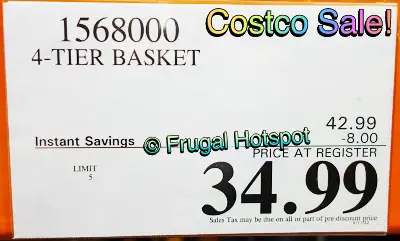 Costco Sale!
1568000
4-TIER BASKET
42.99
Instant Savings -8.00
© Frugal Hotspot
PRICE AT REGISTER
LIMIT
5
34.99
Sales Tax may be due on all or part of pre-discount price